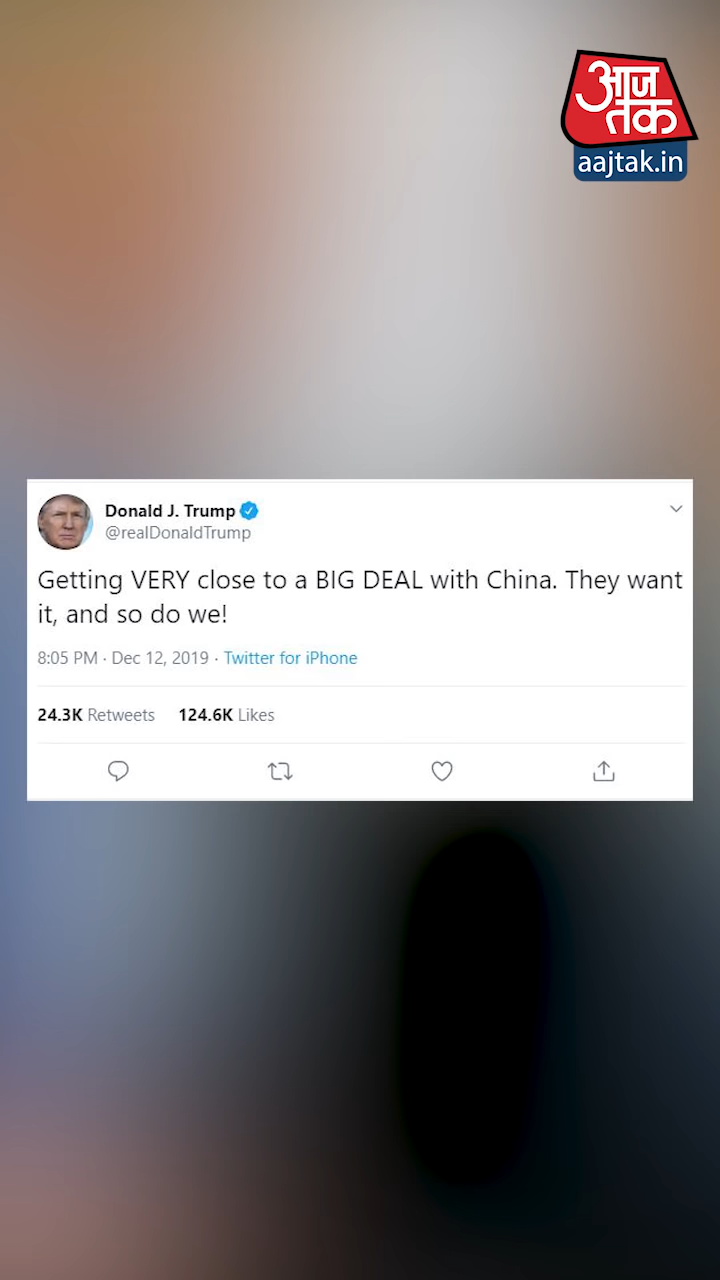 आज
तक
aajtak.in
Donald J. Trump
@realDonaldTrump
Getting VERY close to a BIG DEAL with China. They want
it, and so do we!
8:05 PM · Dec 12, 2019 · Twitter for iPhone
24.3K Retweets 124.6K Likes